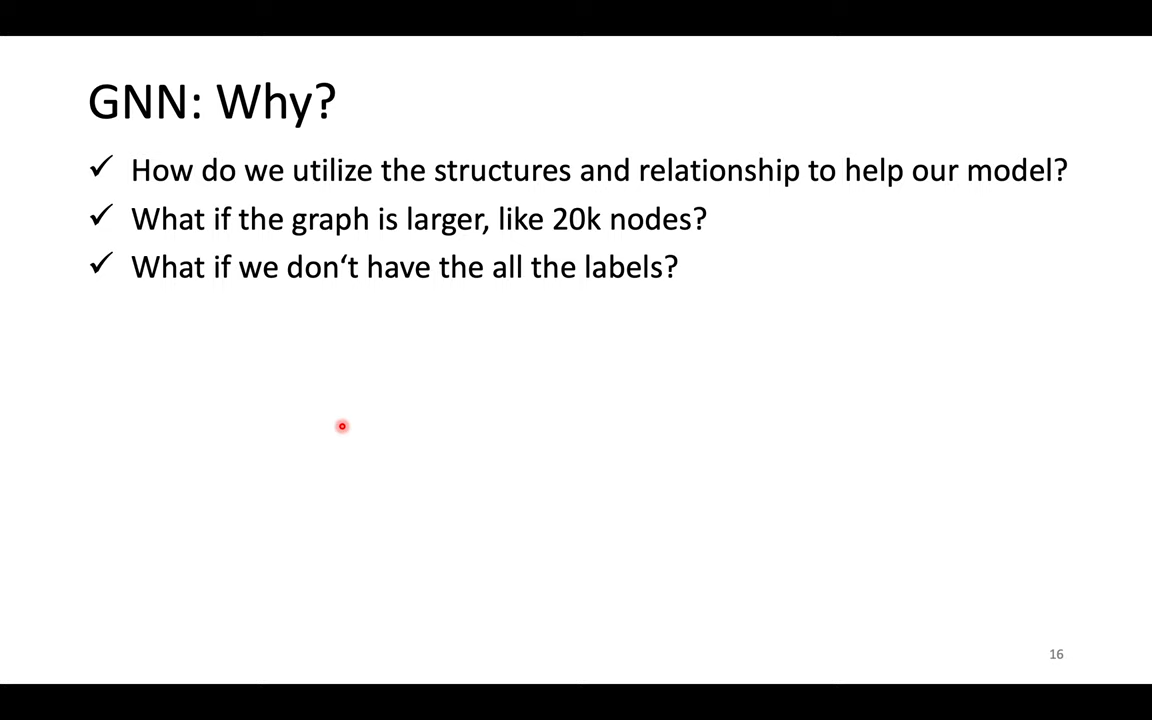 GNN: Why?
✓ How do we utilize the structures and relationship to help our model?
✓ What if the graph is larger, like 20k nodes?
✓ What if we don‘t have the all the labels?
16